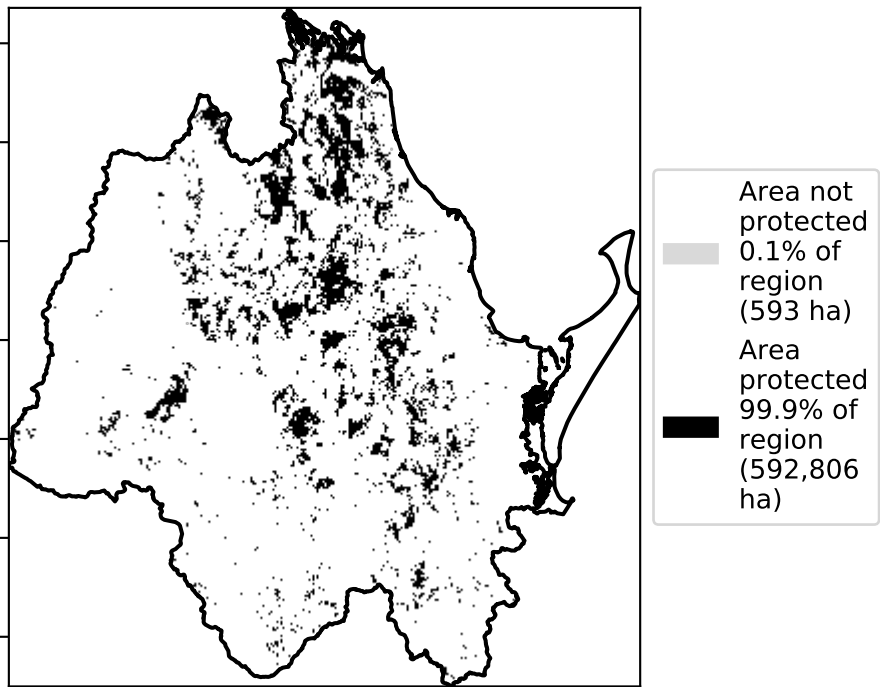 Area not
protected
0.1% of
region
(593 ha)
Area
protected
99.9% of
region
(592,806
ha)